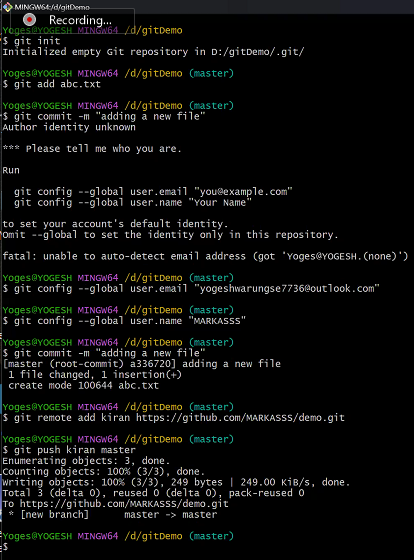 MINGW64:/d/gitDemo
Recording...
Yoges@YOGESH MINGW64 /d/gitDemo
$ git init
Initialized empty Git repository in D:/gitDemo/.git/
Yoges@YOGESH MINGW64 /d/gitDemo (master)
$ git add abc.txt
Yoges@YOGESH MINGW64 /d/gitDemo (master)
$ git commit -m "adding a new file"
Author identity unknown
*** Please tell me who you are.
Run
git config --global user.email "you@example.com"
git config --global user.name "Your Name"
to set your account's default identity.
Omit --global to set the identity only in this repository.
fatal: unable to auto-detect email address (got 'Yoges@YOGESH.(none)')
Yoges@YOGESH MINGW64 /d/gitDemo (master)
$ git config --global user.email "yogeshwarungse7736@outlook.com"
Yoges@YOGESH MINGW64 /d/gitDemo (master)
$ git config --global user.name "MARKASSS"
Yoges@YOGESH MINGW64 /d/gitDemo (master)
$ git commit -m "adding a new file"
[master (root-commit) a336720] adding a new file
1 file changed, 1 insertion(+)
create mode 100644 abc.txt
Yoges@YOGESH MINGW64 /d/gitDemo (master)
$ git remote add kiran https://github.com/MARKASSS/demo.git
Yoges@YOGESH MINGW64 /d/gitDemo (master)
$ git push kiran master
Enumerating objects: 3, done.
Counting objects: 100% (3/3), done.
Writing objects: 100% (3/3), 249 bytes | 249.00 KiB/s, done.
Total 3 (delta 0), reused 0 (delta 0), pack-reused 0
To https://github.com/MARKASSS/demo.git
* [new branch] master -> master
Yoges@YOGESH MINGW64 /d/gitDemo (master)
$